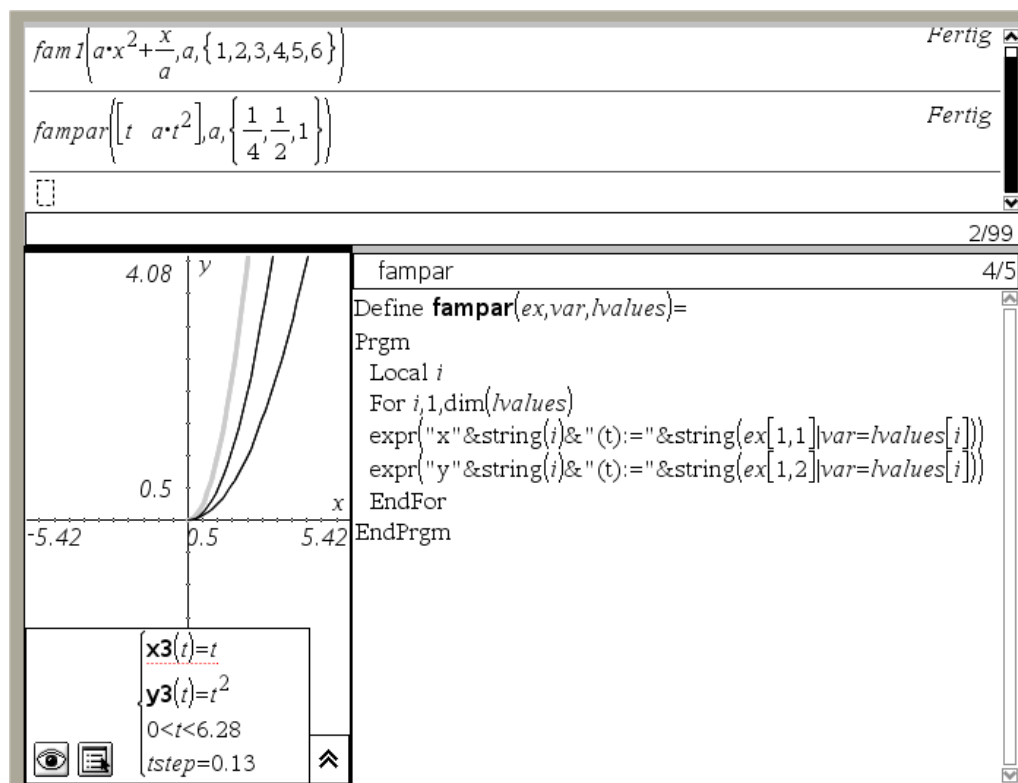 fam1(a•x²+x/a,a,{1,2,3,4,5,6}) Fertig
fampar([t a•t²],a,{1/4,1/2,1}) Fertig
2/99
4.08 y
0.5
x
-5.42 0.5 5.42
x3(t)=t
y3(t)=t²
0<t<6.28
tstep=0.13
fampar 4/5
Define fampar(ex,var,lvalues)=
Prgm
Local i
For i,1,dim(lvalues)
expr("x"&string(i)&"(t):="&string(ex[1,1]|var=lvalues[i]))
expr("y"&string(i)&"(t):="&string(ex[1,2]|var=lvalues[i]))
EndFor
EndPrgm